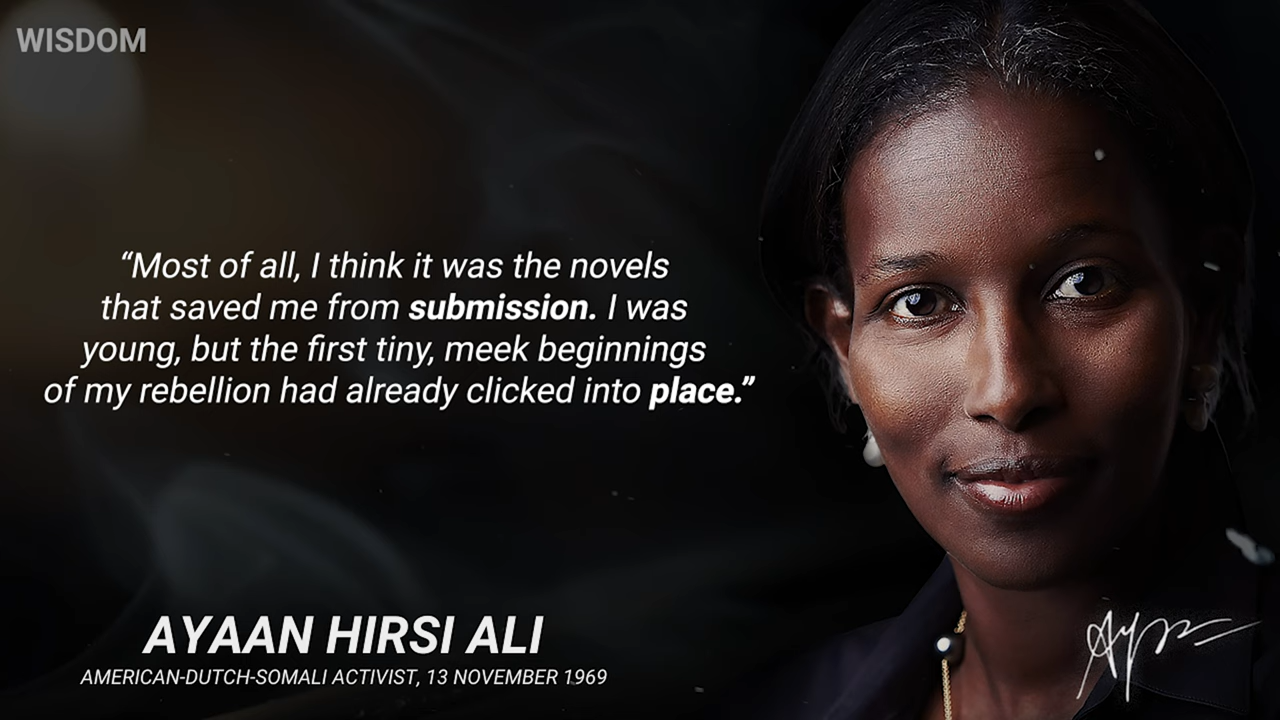 WISDOM
“Most of all, I think it was the novels
that saved me from submission. I was
young, but the first tiny, meek beginnings
of my rebellion had already clicked into place.”
AYAAN HIRSI ALI
AMERICAN-DUTCH-SOMALI ACTIVIST, 13 NOVEMBER 1969